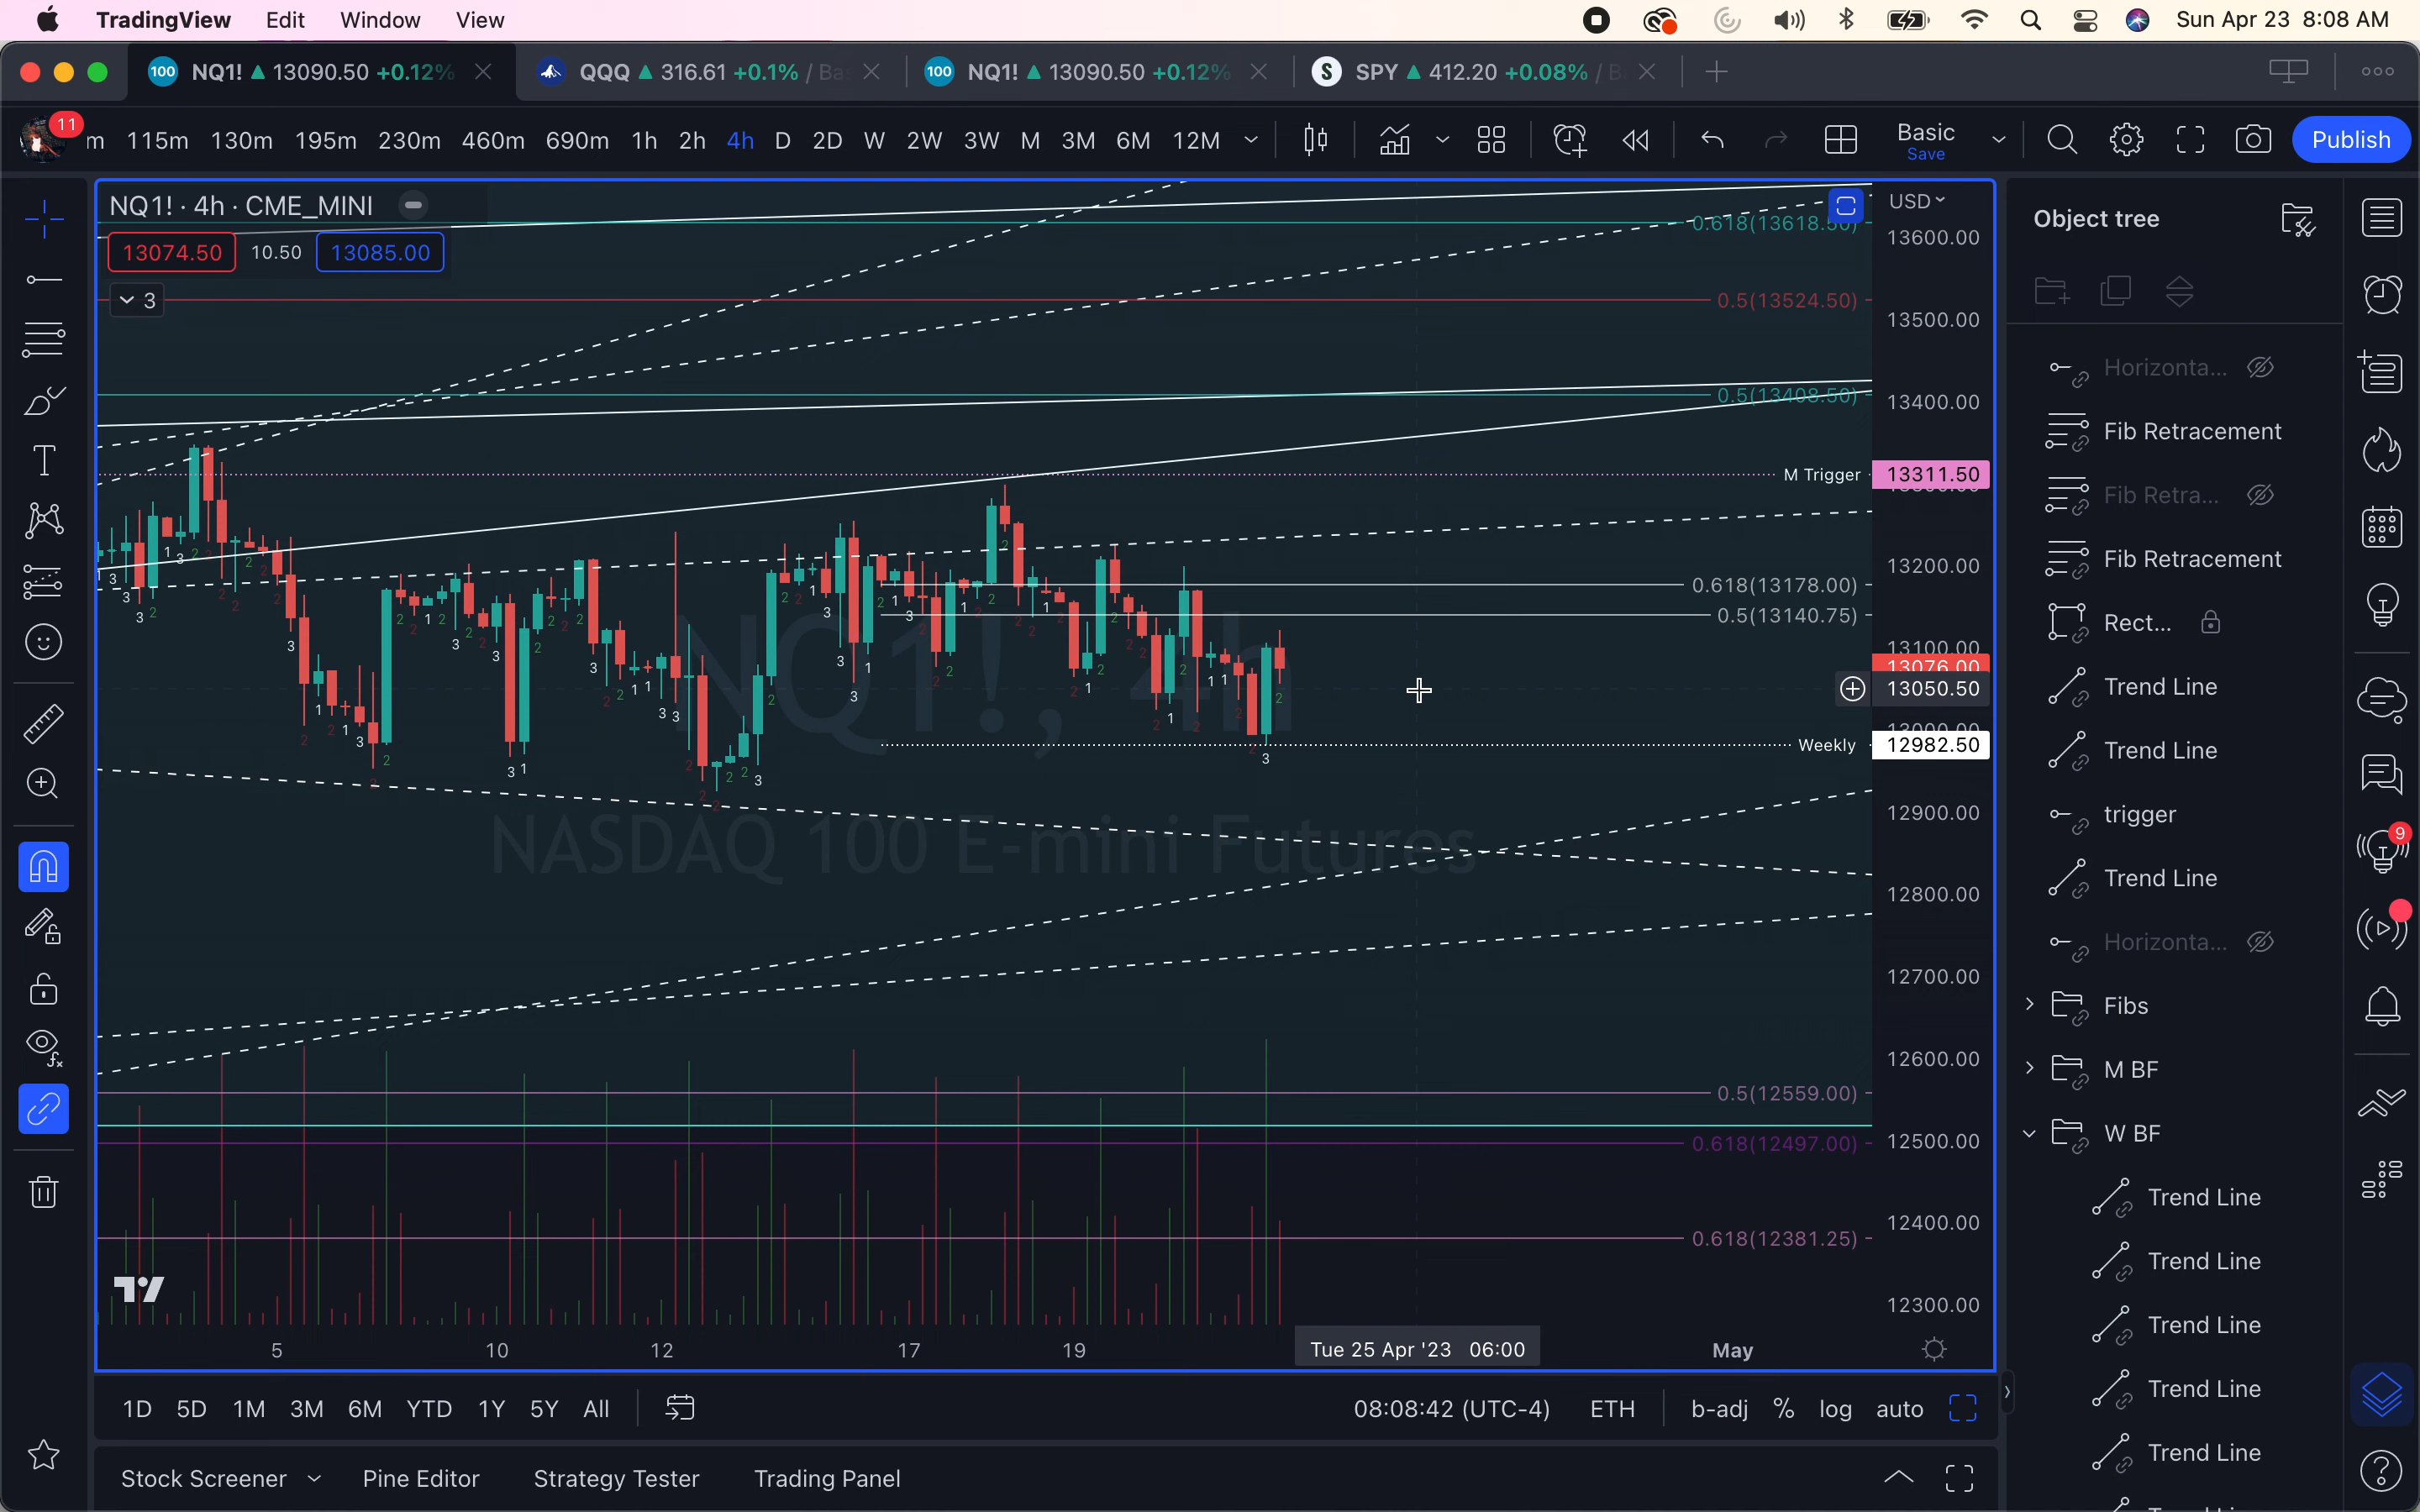 TradingView Edit Window View Sun Apr 23 8:08 AM
100 NQ1! ▲ 13090.50 +0.12% QQQ ▲ 316.61 +0.1% / Ba 100 NQ1! ▲ 13090.50 +0.12% S SPY ▲ 412.20 +0.08% / B
11 m 115m 130m 195m 230m 460m 690m 1h 2h 4h D 2D W 2W 3W M 3M 6M 12M Basic Publish
Save
NQ1! · 4h · CME_MINI USD
13074.50 10.50 13085.00
3
0.618(13618.50)
13600.00
0.5(13524.50)
13500.00
0.5(13408.50)
13400.00
M Trigger 13311.50
13200.00
0.618(13178.00)
0.5(13140.75)
13100.00
13076.00
13050.50
Weekly 12982.50
NQ1!, 4h
NASDAQ 100 E-mini Futures
12900.00
12800.00
12700.00
12600.00
0.5(12559.00)
12500.00
0.618(12497.00)
12400.00
0.618(12381.25)
12300.00
5 10 12 17 19 Tue 25 Apr '23 06:00 May
1D 5D 1M 3M 6M YTD 1Y 5Y All 08:08:42 (UTC-4) ETH b-adj % log auto
Stock Screener Pine Editor Strategy Tester Trading Panel
Object tree
Horizonta...
Fib Retracement
Fib Retra...
Fib Retracement
Rect...
Trend Line
Trend Line
trigger
Trend Line
Horizonta...
Fibs
M BF
W BF
Trend Line
Trend Line
Trend Line
Trend Line
Trend Line
9